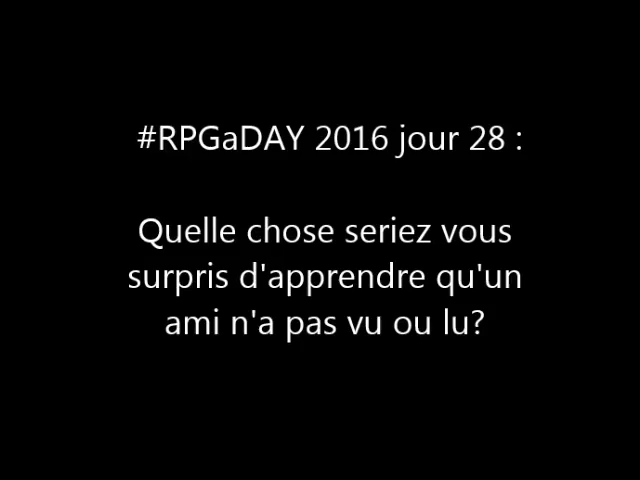 #RPGaDAY 2016 jour 28 :
Quelle chose seriez vous
surpris d'apprendre qu'un
ami n'a pas vu ou lu?